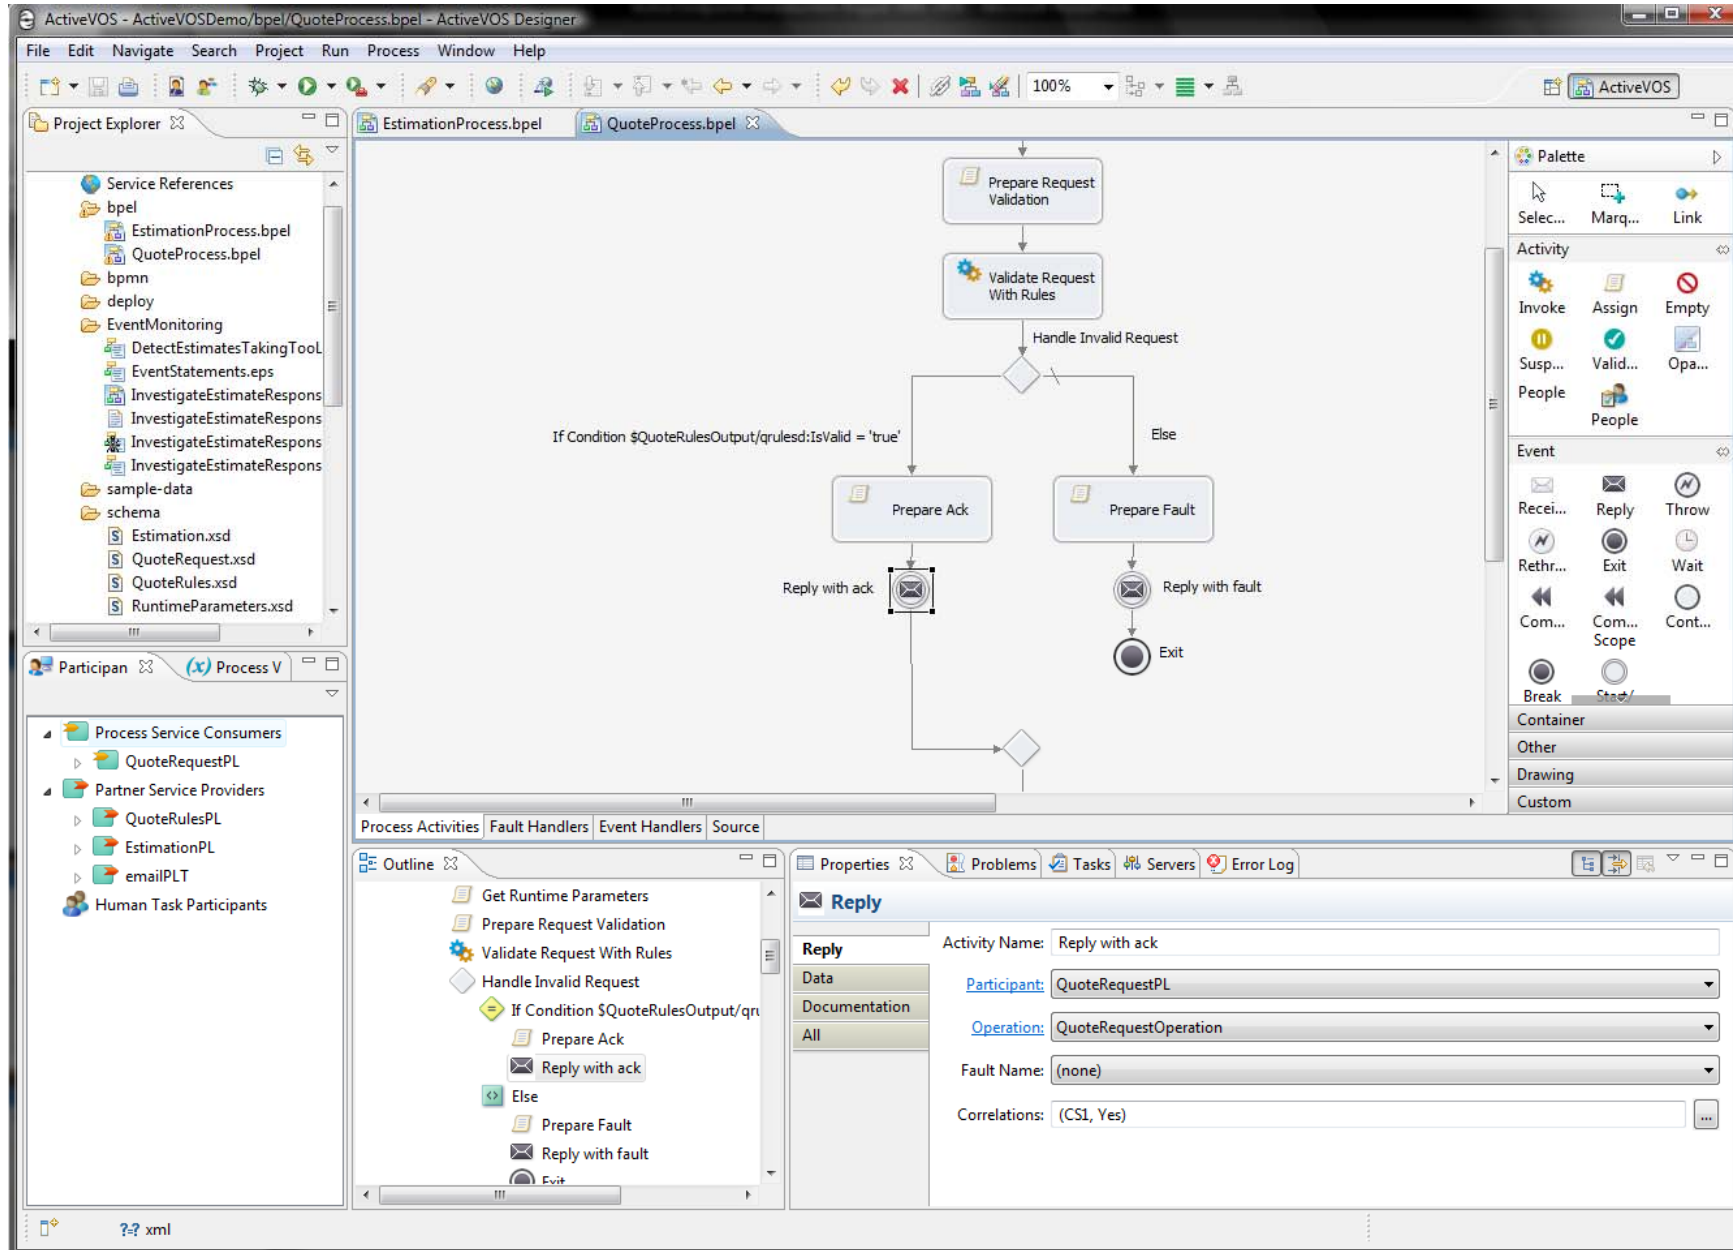 ActiveVOS - ActiveVOSDemo/bpel/QuoteProcess.bpel - ActiveVOS Designer
File Edit Navigate Search Project Run Process Window Help
100%
ActiveVOS
Project Explorer
Service References
bpel
EstimationProcess.bpel
QuoteProcess.bpel
bpmn
deploy
EventMonitoring
DetectEstimatesTakingTooL
EventStatements.eps
InvestigateEstimateRespons
InvestigateEstimateRespons
InvestigateEstimateRespons
InvestigateEstimateRespons
sample-data
schema
Estimation.xsd
QuoteRequest.xsd
QuoteRules.xsd
RuntimeParameters.xsd
Participan
(x) Process V
Process Service Consumers
QuoteRequestPL
Partner Service Providers
QuoteRulesPL
EstimationPL
emailPLT
Human Task Participants
EstimationProcess.bpel
QuoteProcess.bpel
Prepare Request
Validation
Validate Request
With Rules
Handle Invalid Request
If Condition $QuoteRulesOutput/qrulesd:IsValid = 'true'
Else
Prepare Ack
Prepare Fault
Reply with ack
Reply with fault
Exit
Process Activities Fault Handlers Event Handlers Source
Palette
Selec... Marq... Link
Activity
Invoke Assign Empty
Susp... Valid... Opa...
People
People
Event
Recei... Reply Throw
Rethr... Exit Wait
Com... Com... Cont...
Scope
Break Start/
Container
Other
Drawing
Custom
Outline
Get Runtime Parameters
Prepare Request Validation
Validate Request With Rules
Handle Invalid Request
If Condition $QuoteRulesOutput/qru
Prepare Ack
Reply with ack
Else
Prepare Fault
Reply with fault
Exit
Properties Problems Tasks Servers Error Log
Reply
Reply
Data
Documentation
All
Activity Name: Reply with ack
Participant: QuoteRequestPL
Operation: QuoteRequestOperation
Fault Name: (none)
Correlations: (CS1, Yes)
...
?=? xml